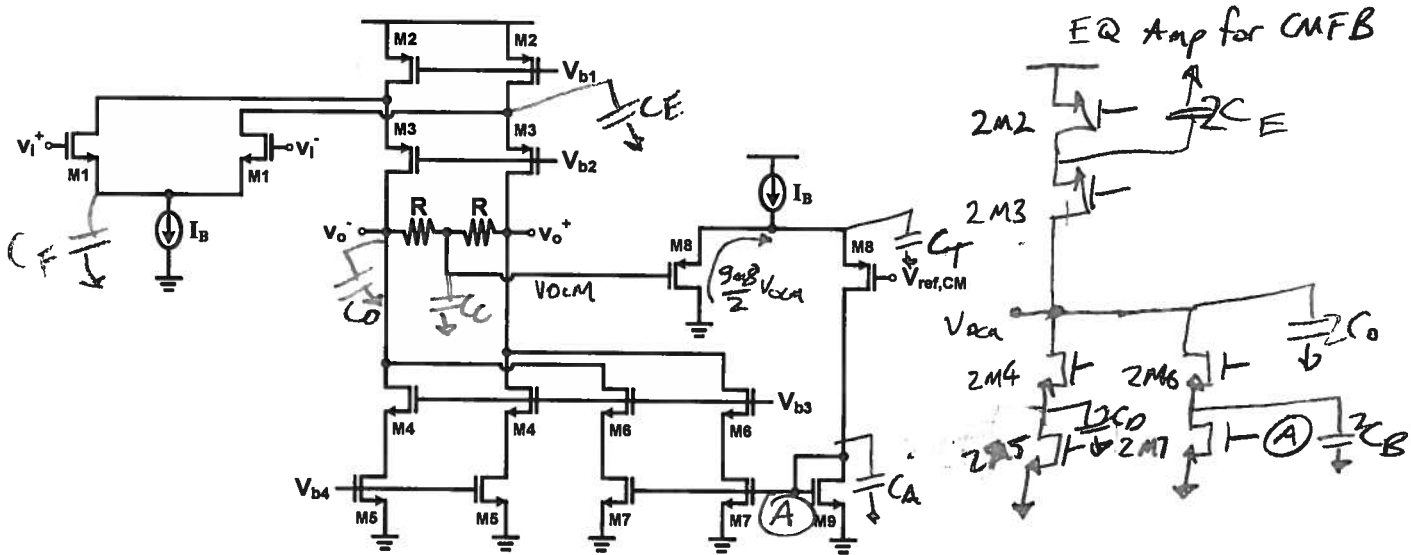 EQ Amp for CMFB
M2
M2
Vb1
CE
2M2
2CE
M3
M3
Vb2
vI+
M1
vI-
M1
IB
CF
R
R
vo-
vo+
IB
M8
M8
CT
Vref,CM
gm8/2 Vocm
VOCM
CC
CO
2M3
Vocm
2CO
2M4
2M6
M4
M4
M6
M6
Vb3
2CD
2M5
2M7
A
2CB
Vb4
M5
M5
M7
M7
A
M9
CA